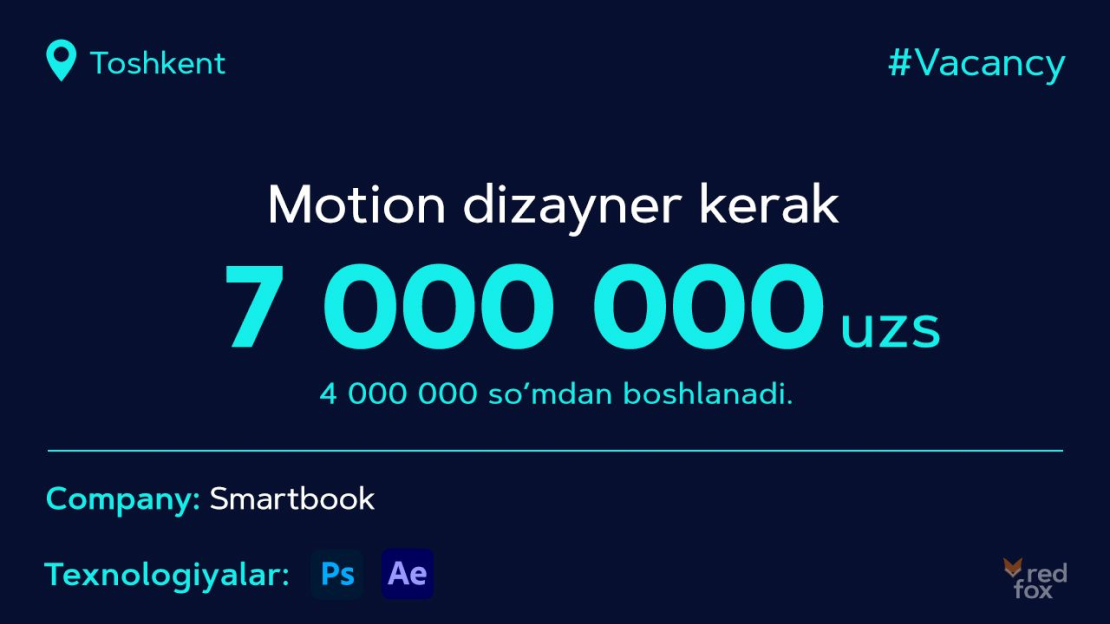 Toshkent
#Vacancy
Motion dizayner kerak
7 000 000 uzs
4 000 000 so’mdan boshlanadi.
Company: Smartbook
Texnologiyalar: Ps Ae
red
fox